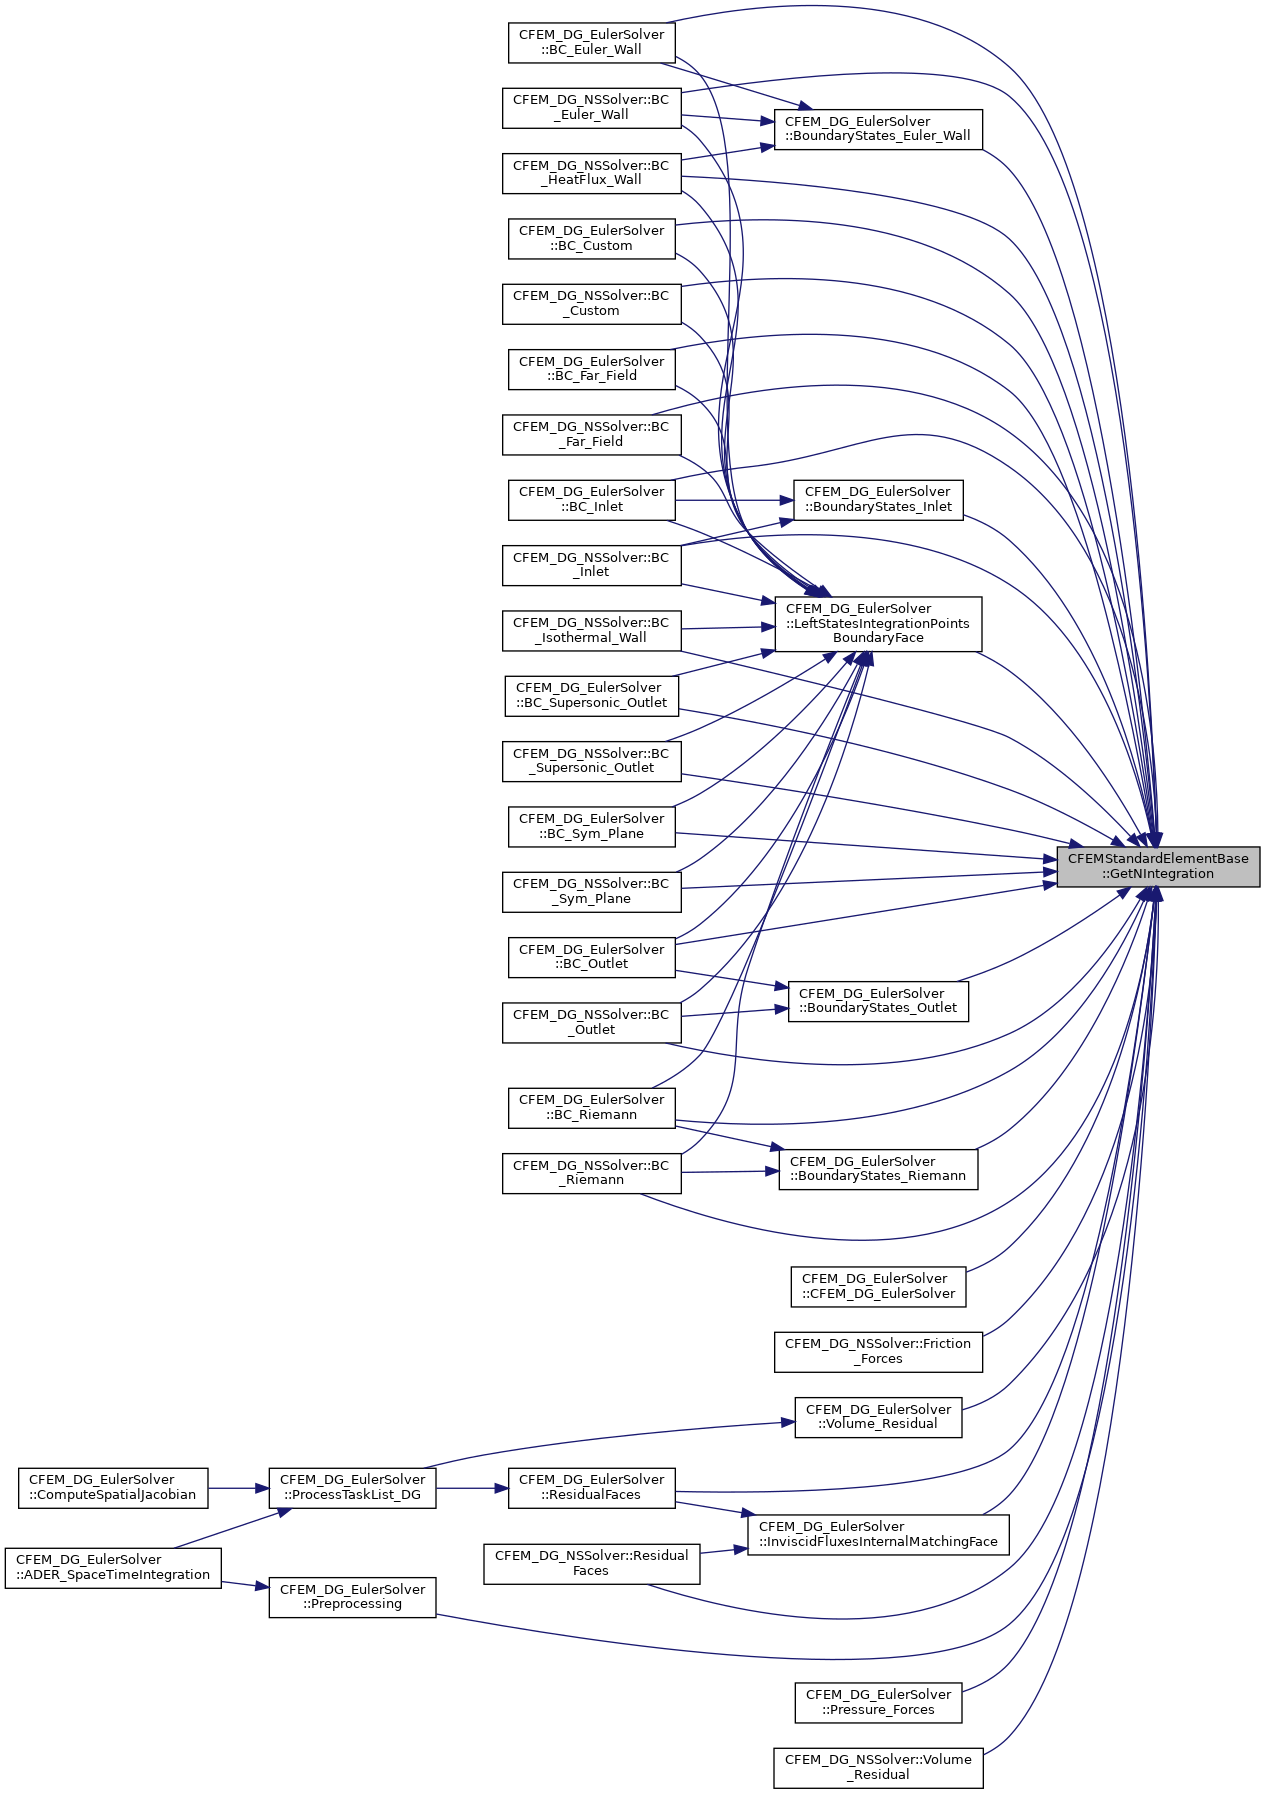 CFEM_DG_EulerSolver
::BC_Euler_Wall
CFEM_DG_NSSolver::BC
_Euler_Wall
CFEM_DG_EulerSolver
::BoundaryStates_Euler_Wall
CFEM_DG_NSSolver::BC
_HeatFlux_Wall
CFEM_DG_EulerSolver
::BC_Custom
CFEM_DG_NSSolver::BC
_Custom
CFEM_DG_EulerSolver
::BC_Far_Field
CFEM_DG_NSSolver::BC
_Far_Field
CFEM_DG_EulerSolver
::BC_Inlet
CFEM_DG_EulerSolver
::BoundaryStates_Inlet
CFEM_DG_NSSolver::BC
_Inlet
CFEM_DG_EulerSolver
::LeftStatesIntegrationPoints
BoundaryFace
CFEM_DG_NSSolver::BC
_Isothermal_Wall
CFEM_DG_EulerSolver
::BC_Supersonic_Outlet
CFEM_DG_NSSolver::BC
_Supersonic_Outlet
CFEM_DG_EulerSolver
::BC_Sym_Plane
CFEMStandardElementBase
::GetNIntegration
CFEM_DG_NSSolver::BC
_Sym_Plane
CFEM_DG_EulerSolver
::BC_Outlet
CFEM_DG_EulerSolver
::BoundaryStates_Outlet
CFEM_DG_NSSolver::BC
_Outlet
CFEM_DG_EulerSolver
::BC_Riemann
CFEM_DG_NSSolver::BC
_Riemann
CFEM_DG_EulerSolver
::BoundaryStates_Riemann
CFEM_DG_EulerSolver
::CFEM_DG_EulerSolver
CFEM_DG_NSSolver::Friction
_Forces
CFEM_DG_EulerSolver
::Volume_Residual
CFEM_DG_EulerSolver
::ComputeSpatialJacobian
CFEM_DG_EulerSolver
::ProcessTaskList_DG
CFEM_DG_EulerSolver
::ResidualFaces
CFEM_DG_EulerSolver
::InviscidFluxesInternalMatchingFace
CFEM_DG_EulerSolver
::ADER_SpaceTimeIntegration
CFEM_DG_NSSolver::Residual
Faces
CFEM_DG_EulerSolver
::Preprocessing
CFEM_DG_EulerSolver
::Pressure_Forces
CFEM_DG_NSSolver::Volume
_Residual